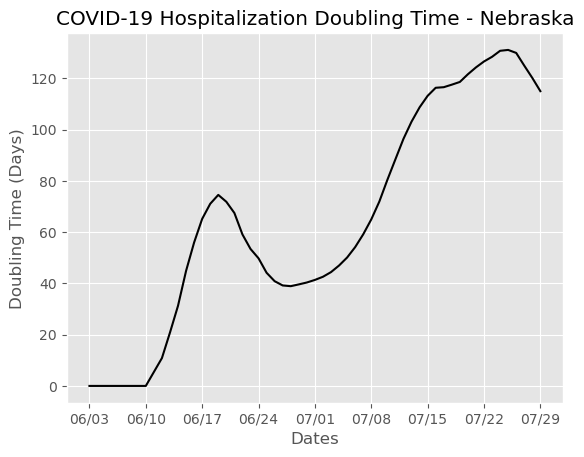 COVID-19 Hospitalization Doubling Time - Nebraska
Doubling Time (Days)
120
100
80
60
40
20
0
06/03 06/10 06/17 06/24 07/01 07/08 07/15 07/22 07/29
Dates